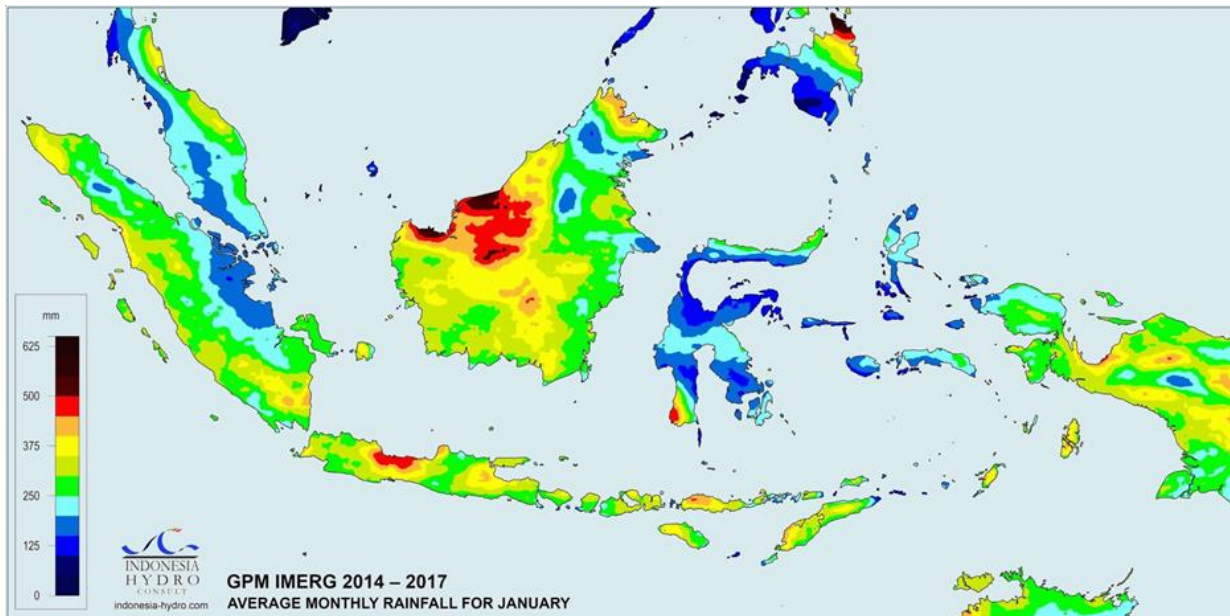 mm
625
500
375
250
125
0
INDONESIA
HYDRO
CONSULT
indonesia-hydro.com
GPM IMERG 2014 – 2017
AVERAGE MONTHLY RAINFALL FOR JANUARY